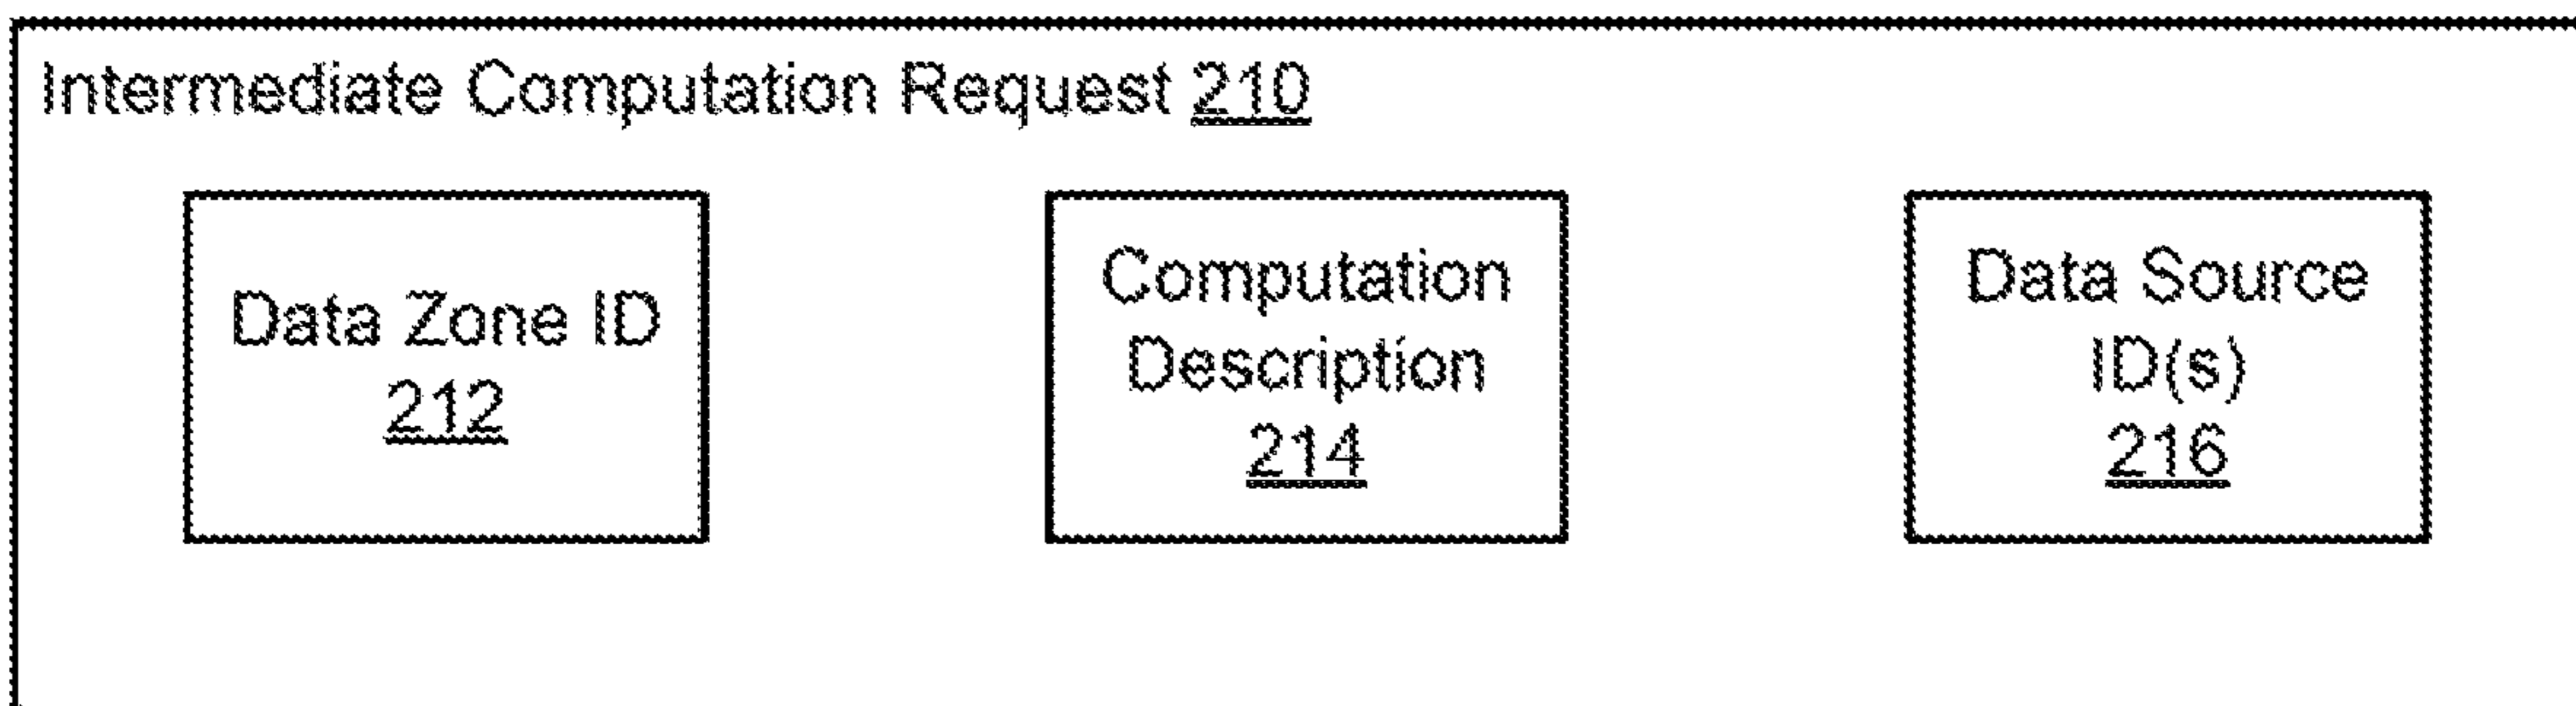 Intermediate Computation Request 210
Data Zone ID
212
Computation
Description
214
Data Source
ID(s)
216